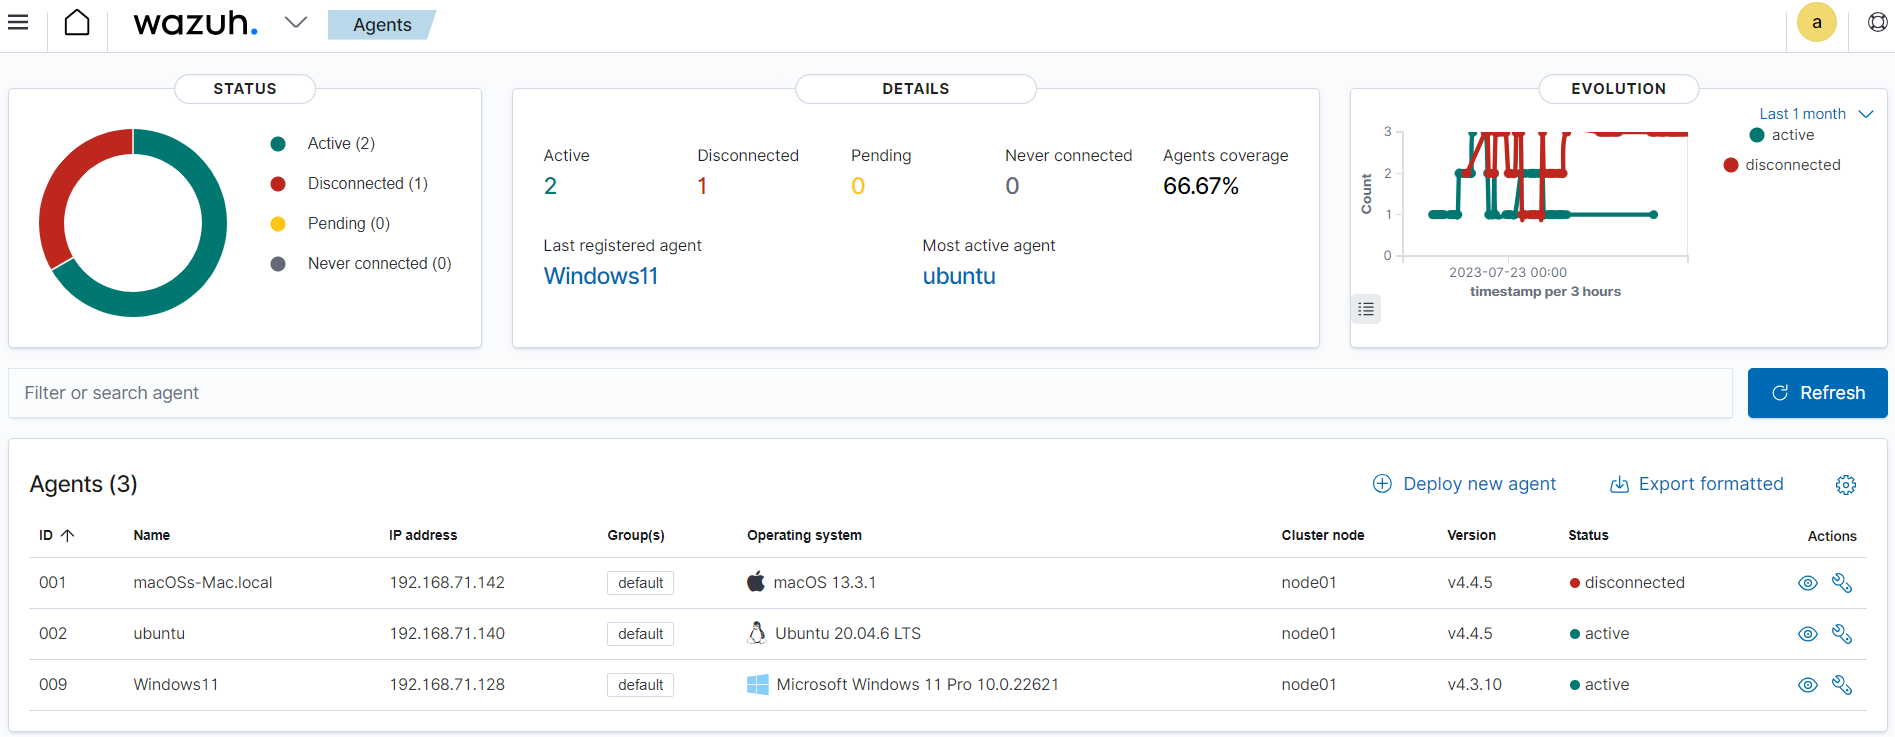 wazuh.
Agents
a
STATUS
Active (2)
Disconnected (1)
Pending (0)
Never connected (0)
DETAILS
Active
2
Disconnected
1
Pending
0
Never connected
0
Agents coverage
66.67%
Last registered agent
Windows11
Most active agent
ubuntu
EVOLUTION
Last 1 month
active
disconnected
Count
3
2
1
0
2023-07-23 00:00
timestamp per 3 hours
Filter or search agent
Refresh
Agents (3)
Deploy new agent
Export formatted
ID Name IP address Group(s) Operating system Cluster node Version Status Actions
001 macOSs-Mac.local 192.168.71.142 default macOS 13.3.1 node01 v4.4.5 disconnected
002 ubuntu 192.168.71.140 default Ubuntu 20.04.6 LTS node01 v4.4.5 active
009 Windows11 192.168.71.128 default Microsoft Windows 11 Pro 10.0.22621 node01 v4.3.10 active